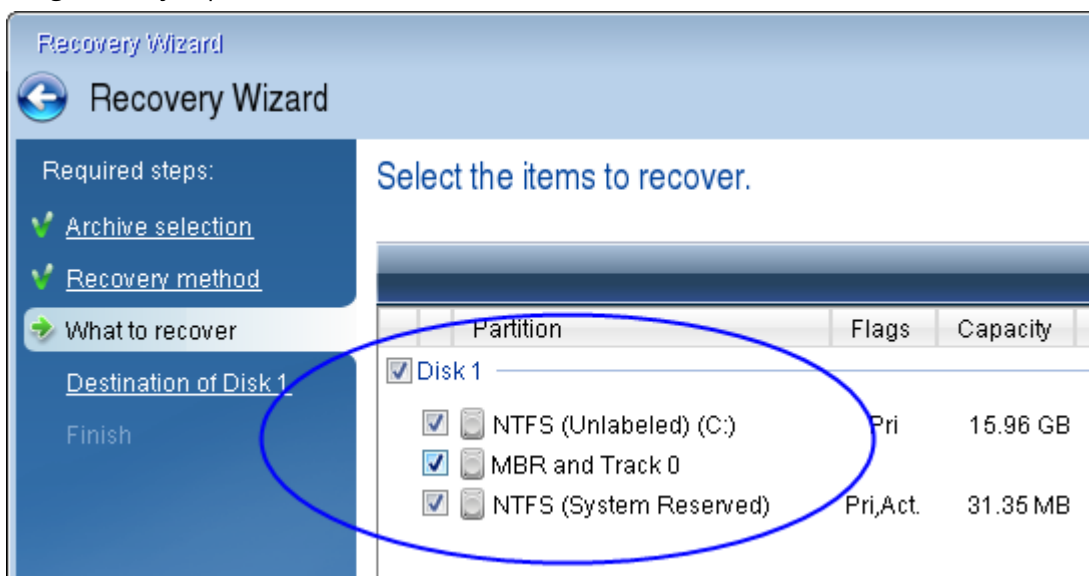 Recovery Wizard
Recovery Wizard
Required steps:
Archive selection
Recovery method
What to recover
Destination of Disk 1
Finish
Select the items to recover.
Partition Flags Capacity
Disk 1
NTFS (Unlabeled) (C:) Pri 15.96 GB
MBR and Track 0
NTFS (System Reserved) Pri,Act. 31.35 MB